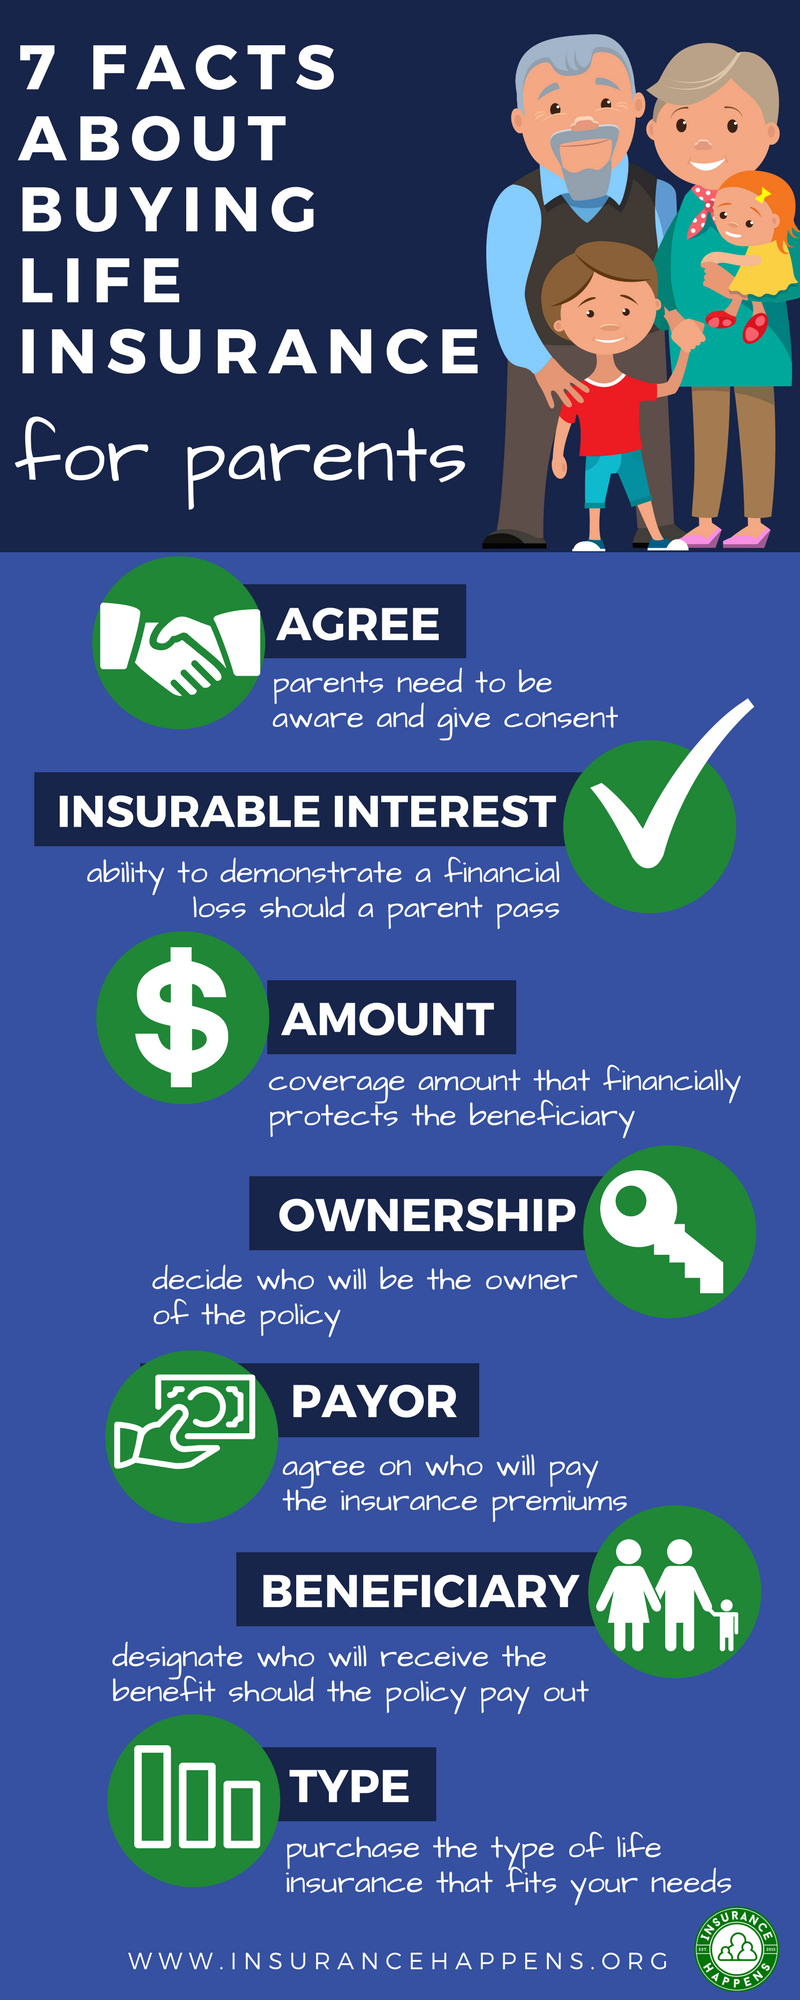 7 FACTS
ABOUT
BUYING
LIFE
INSURANCE
for parents
AGREE
parents need to be
aware and give consent
INSURABLE INTEREST
ability to demonstrate a financial
loss should a parent pass
$
AMOUNT
coverage amount that financially
protects the beneficiary
OWNERSHIP
decide who will be the owner
of the policy
PAYOR
agree on who will pay
the insurance premiums
BENEFICIARY
designate who will receive the
benefit should the policy pay out
TYPE
purchase the type of life
insurance that fits your needs
WWW.INSURANCEHAPPENS.ORG
INSURANCE
HAPPENS
EST.